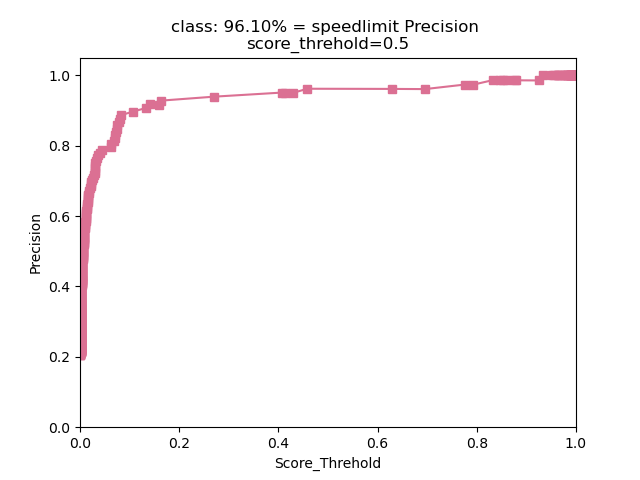 class: 96.10% = speedlimit Precision
score_threhold=0.5
1.0
0.8
0.6
0.4
0.2
0.0
Precision
0.0 0.2 0.4 0.6 0.8 1.0
Score_Threhold